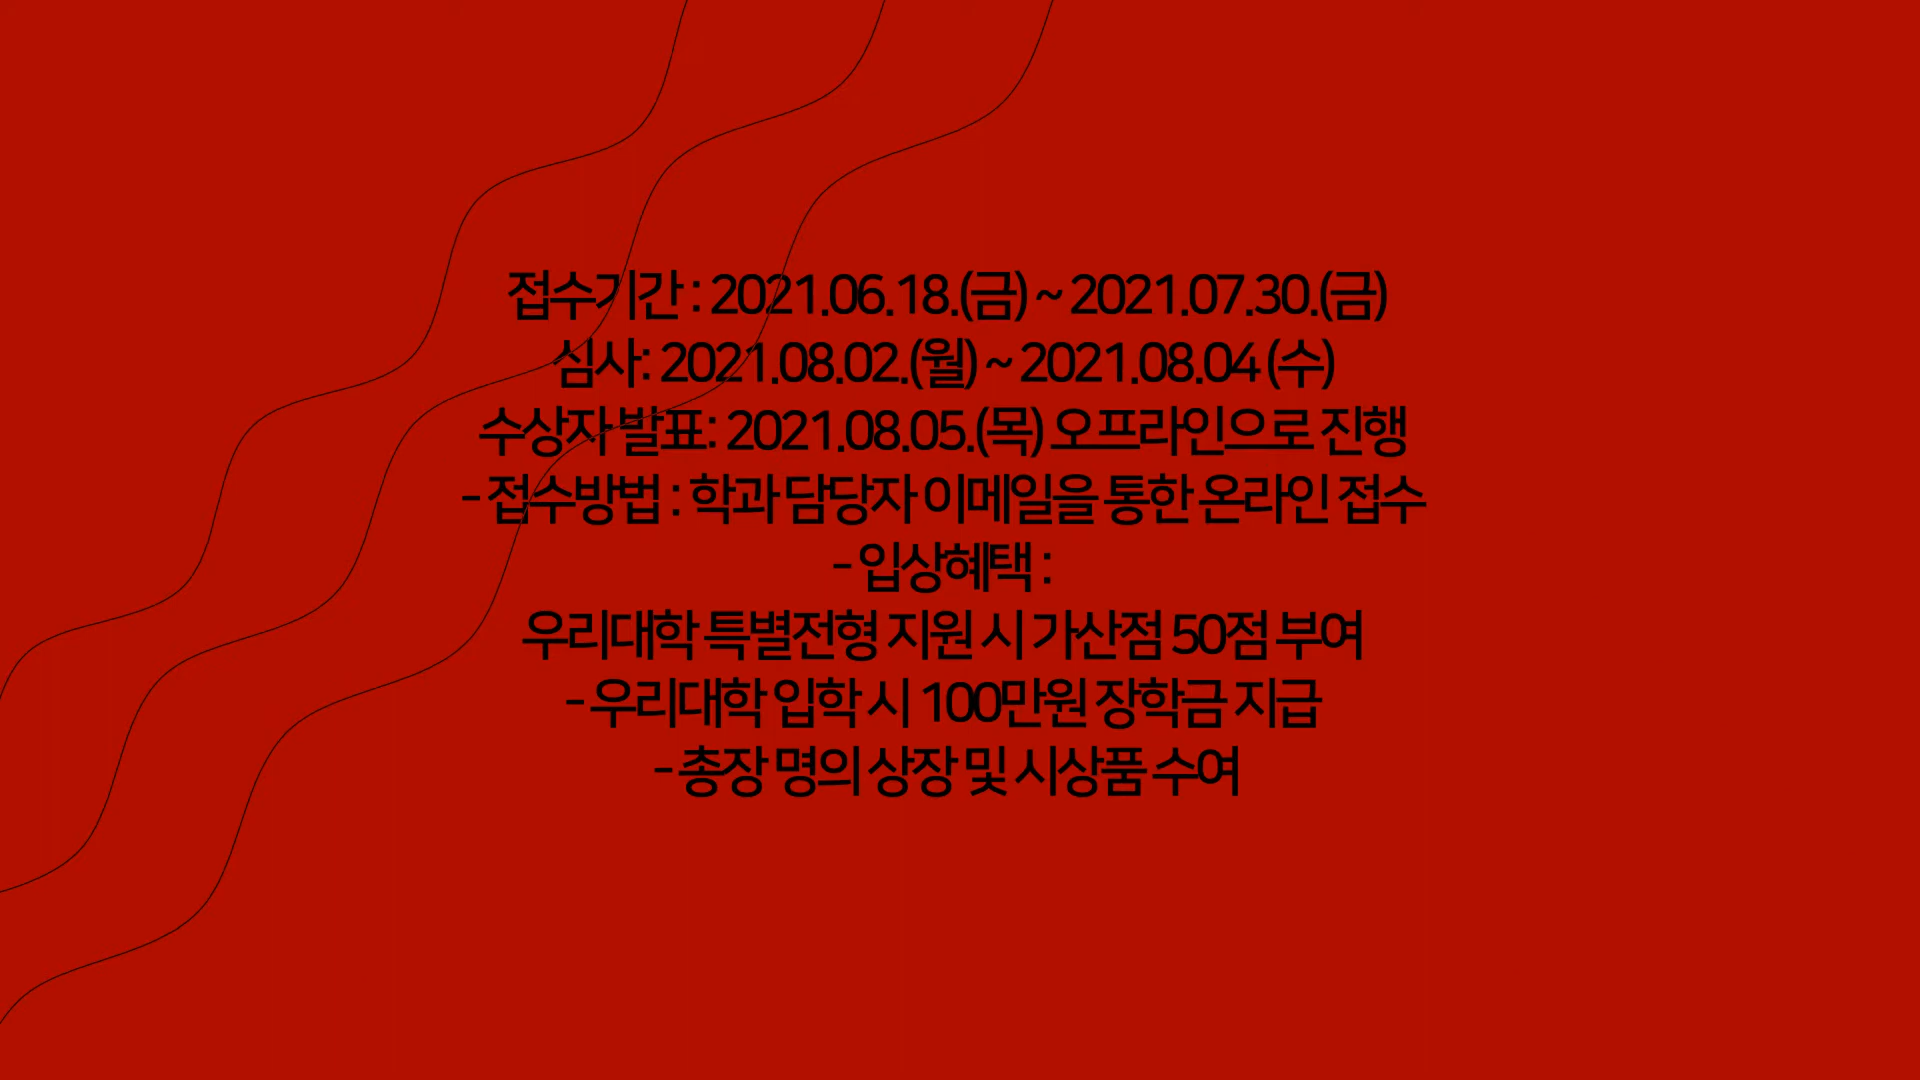 접수기간 : 2021.06.18.(금) ~ 2021.07.30.(금)
심사: 2021.08.02.(월) ~ 2021.08.04 (수)
수상자 발표: 2021.08.05.(목) 오프라인으로 진행
- 접수방법 : 학과 담당자 이메일을 통한 온라인 접수
- 입상혜택 :
우리대학 특별전형 지원 시 가산점 50점 부여
- 우리대학 입학 시 100만원 장학금 지급
- 총장 명의 상장 및 시상품 수여